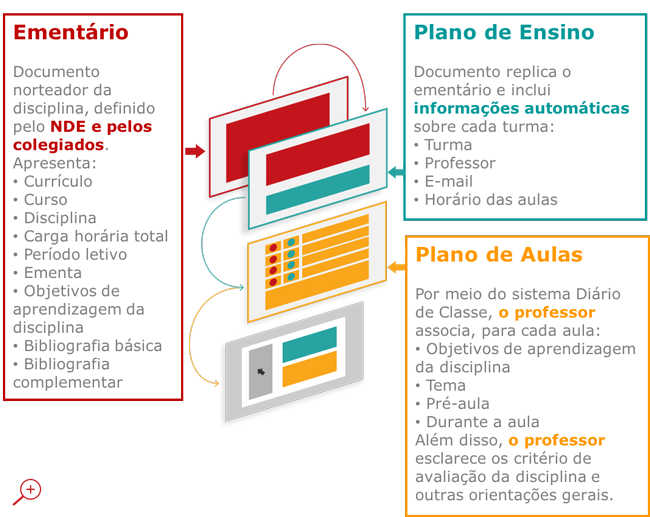 Ementário
Documento
norteador da
disciplina, definido
pelo NDE e pelos
colegiados.
Apresenta:
• Currículo
• Curso
• Disciplina
• Carga horária total
• Período letivo
• Ementa
• Objetivos de
aprendizagem da
disciplina
• Bibliografia básica
• Bibliografia
complementar
Plano de Ensino
Documento replica o
ementário e inclui
informações automáticas
sobre cada turma:
• Turma
• Professor
• E-mail
• Horário das aulas
Plano de Aulas
Por meio do sistema Diário
de Classe, o professor
associa, para cada aula:
• Objetivos de aprendizagem
da disciplina
• Tema
• Pré-aula
• Durante a aula
Além disso, o professor
esclarece os critério de
avaliação da disciplina e
outras orientações gerais.